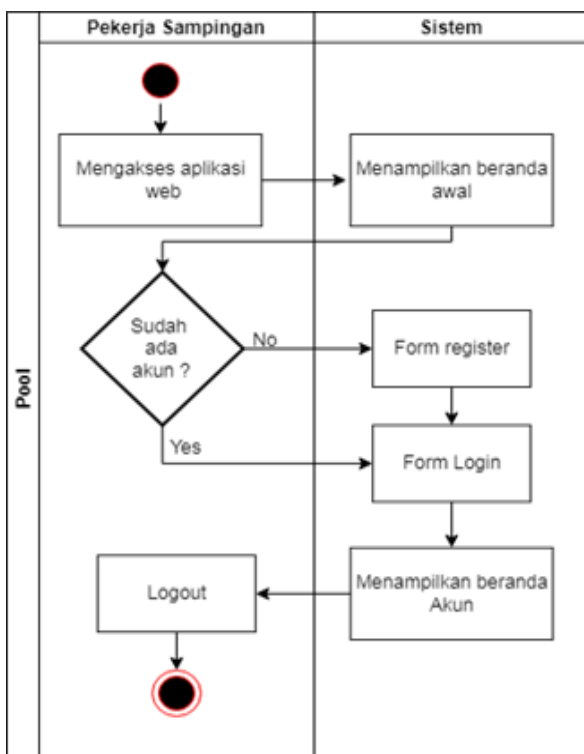 Pekerja Sampingan
Sistem
Pool
Mengakses aplikasi
web
Menampilkan beranda
awal
Sudah
ada
akun ?
No
Form register
Yes
Form Login
Menampilkan beranda
Akun
Logout